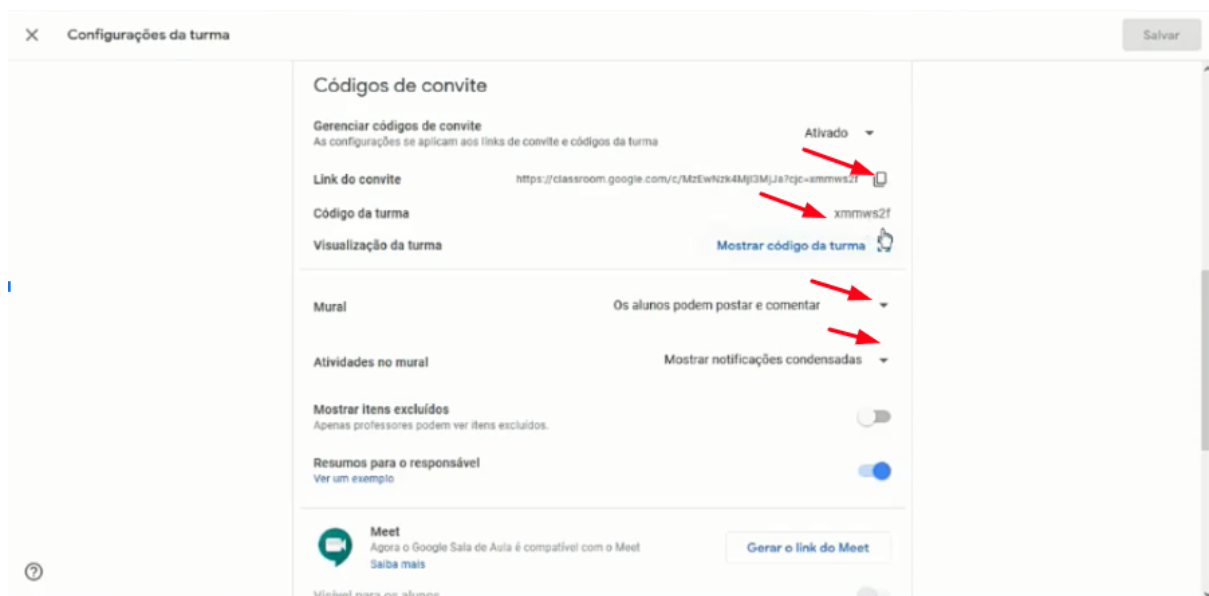 Configurações da turma
Salvar
Códigos de convite
Gerenciar códigos de convite
As configurações se aplicam aos links de convite e códigos da turma
Ativado
Link do convite
https://classroom.google.com/c/MzEwNzk4MjI3MjJa?cjc=xmmws2f
Código da turma
xmmws2f
Visualização da turma
Mostrar código da turma
Mural
Os alunos podem postar e comentar
Atividades no mural
Mostrar notificações condensadas
Mostrar itens excluídos
Apenas professores podem ver itens excluídos.
Resumos para o responsável
Ver um exemplo
Meet
Agora o Google Sala de Aula é compatível com o Meet
Saiba mais
Gerar o link do Meet
Visível para os alunos